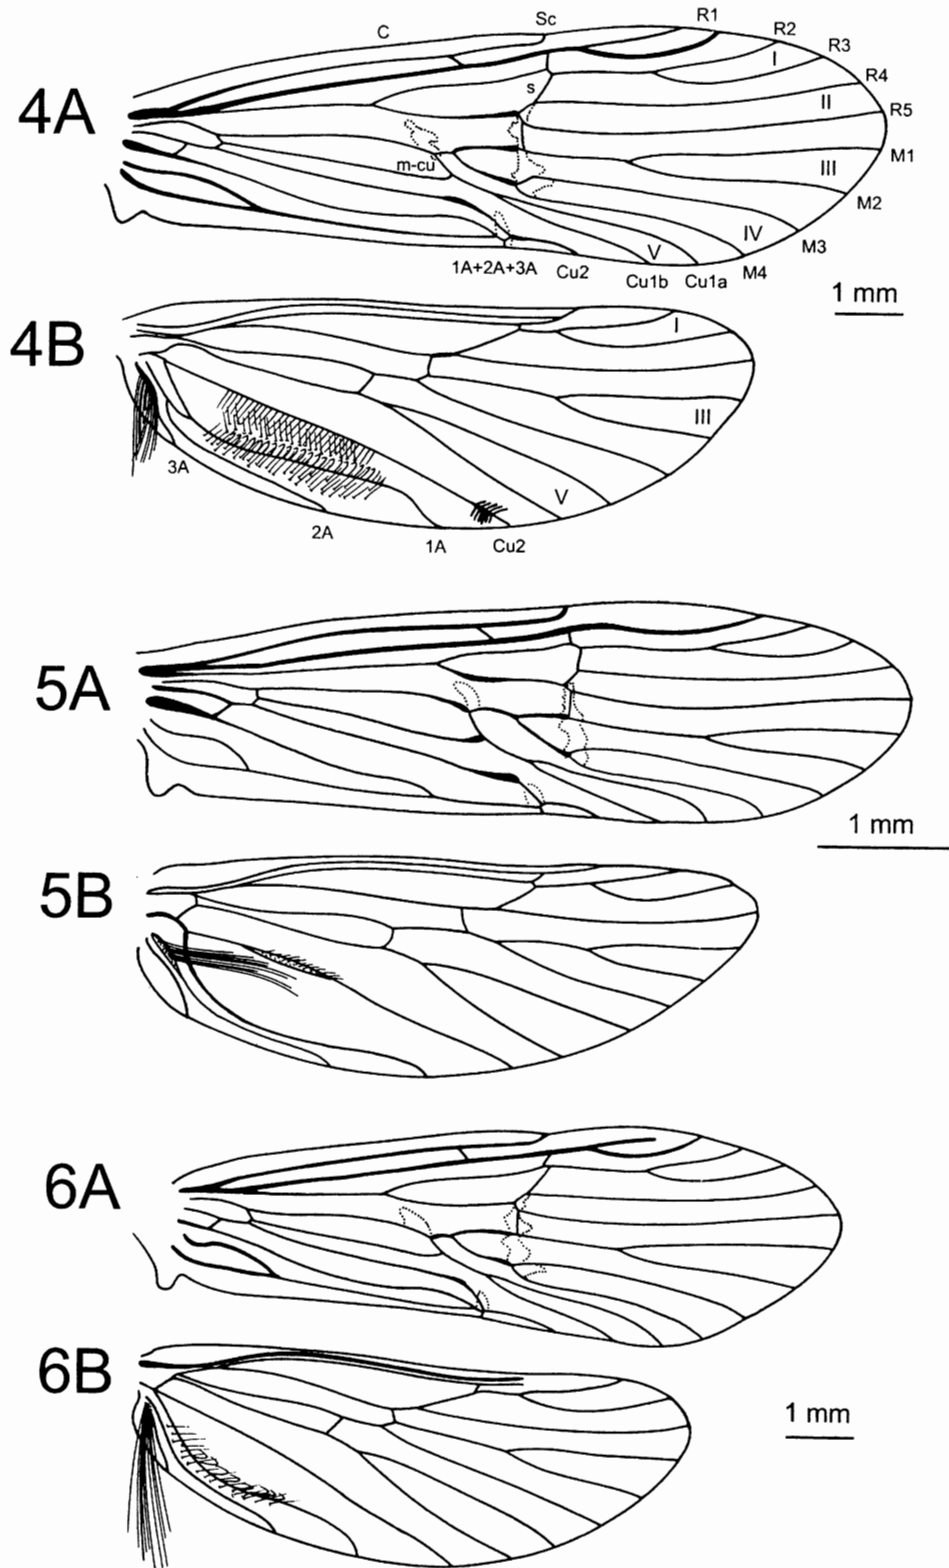 4A
C
Sc
R1
R2
R3
R4
R5
M1
M2
M3
M4
Cu1a
Cu1b
Cu2
1A+2A+3A
I
II
III
IV
V
s
m-cu
1 mm
4B
I
III
V
3A
2A
1A
Cu2
5A
1 mm
5B
6A
6B
1 mm